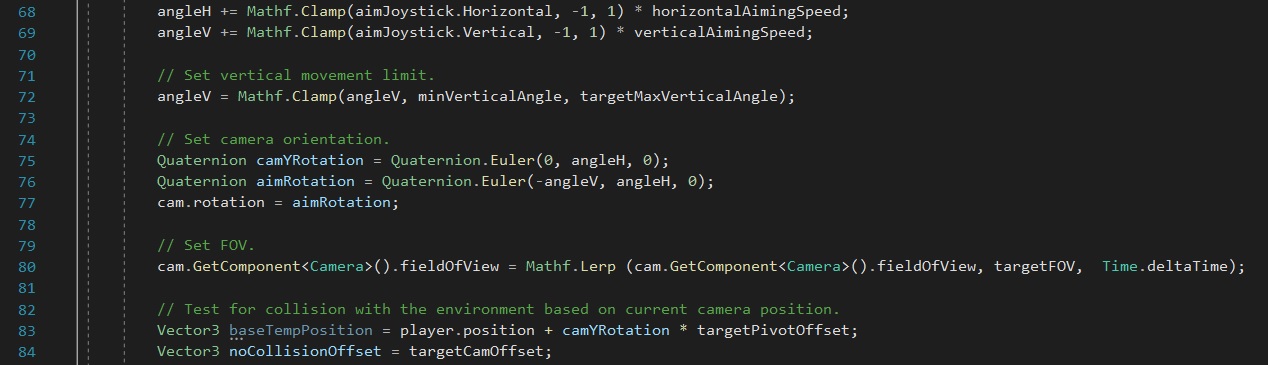 68 angleH += Mathf.Clamp(aimJoystick.Horizontal, -1, 1) * horizontalAimingSpeed;
69 angleV += Mathf.Clamp(aimJoystick.Vertical, -1, 1) * verticalAimingSpeed;
70
71 // Set vertical movement limit.
72 angleV = Mathf.Clamp(angleV, minVerticalAngle, targetMaxVerticalAngle);
73
74 // Set camera orientation.
75 Quaternion camYRotation = Quaternion.Euler(0, angleH, 0);
76 Quaternion aimRotation = Quaternion.Euler(-angleV, angleH, 0);
77 cam.rotation = aimRotation;
78
79 // Set FOV.
80 cam.GetComponent<Camera>().fieldOfView = Mathf.Lerp (cam.GetComponent<Camera>().fieldOfView, targetFOV,  Time.deltaTime);
81
82 // Test for collision with the environment based on current camera position.
83 Vector3 baseTempPosition = player.position + camYRotation * targetPivotOffset;
84 Vector3 noCollisionOffset = targetCamOffset;